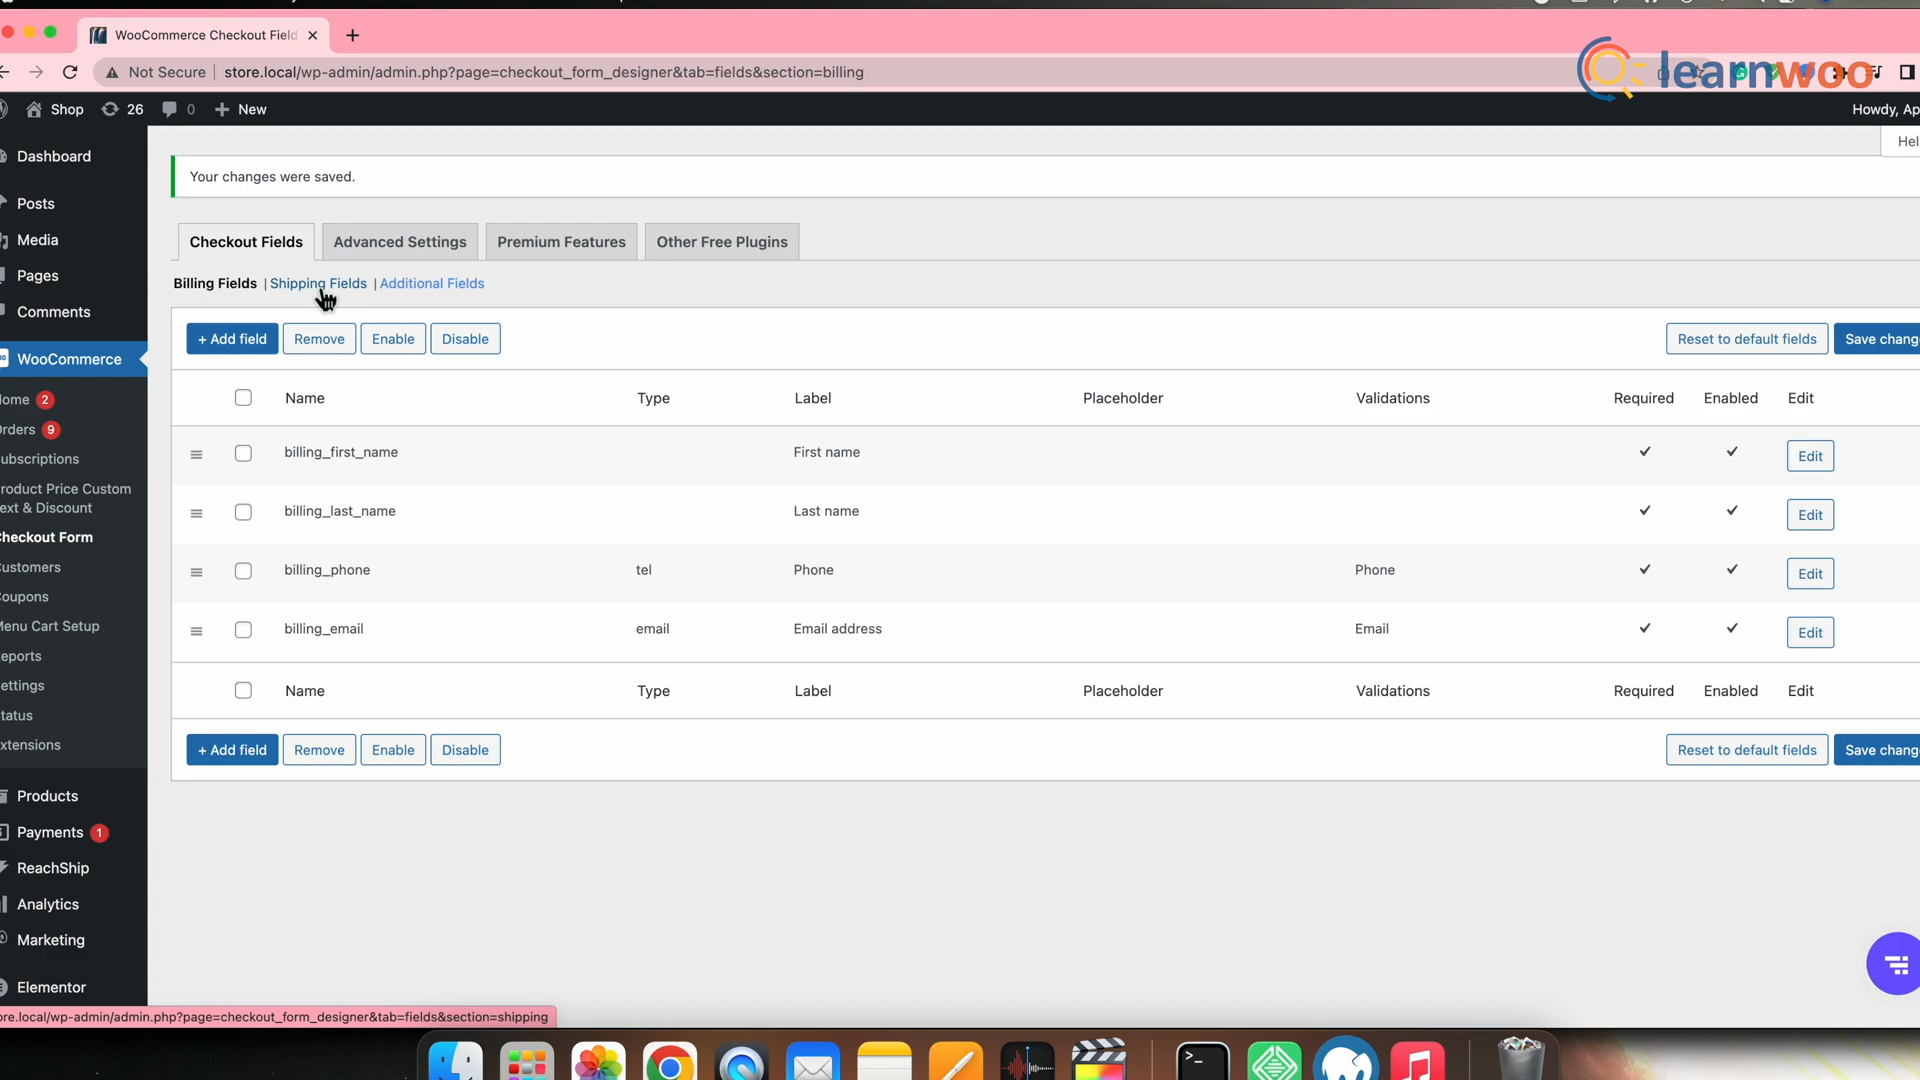 WooCommerce Checkout Field
Not Secure store.local/wp-admin/admin.php?page=checkout_form_designer&tab=fields&section=billing
learnwoo
Shop 26 0 + New Howdy, Ap
Hel
Dashboard
Posts
Media
Pages
Comments
WooCommerce
ome 2
rders 9
ubscriptions
roduct Price Custom
ext & Discount
heckout Form
ustomers
oupons
enu Cart Setup
eports
ettings
tatus
xtensions
Products
Payments 1
ReachShip
Analytics
Marketing
Elementor
Your changes were saved.
Checkout Fields Advanced Settings Premium Features Other Free Plugins
Billing Fields | Shipping Fields | Additional Fields
+ Add field Remove Enable Disable Reset to default fields Save chang
Name Type Label Placeholder Validations Required Enabled Edit
billing_first_name First name Edit
billing_last_name Last name Edit
billing_phone tel Phone Phone Edit
billing_email email Email address Email Edit
Name Type Label Placeholder Validations Required Enabled Edit
+ Add field Remove Enable Disable Reset to default fields Save chang
ore.local/wp-admin/admin.php?page=checkout_form_designer&tab=fields&section=shipping